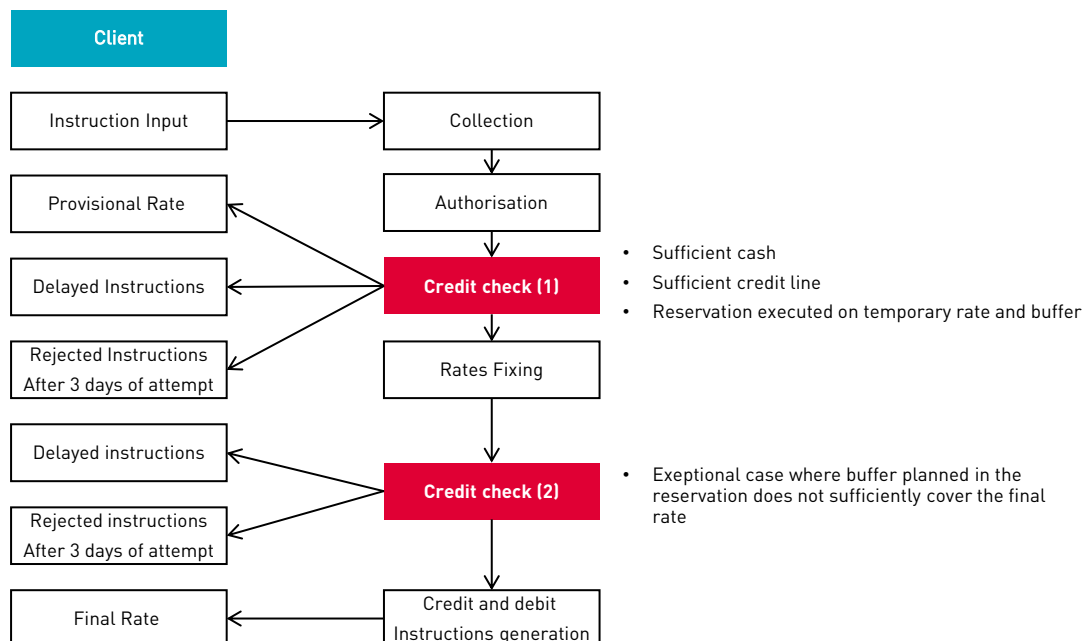 Client
Instruction Input
Collection
Provisional Rate
Authorisation
Delayed Instructions
Credit check (1)
• Sufficient cash
• Sufficient credit line
• Reservation executed on temporary rate and buffer
Rejected Instructions
After 3 days of attempt
Rates Fixing
Delayed instructions
Credit check (2)
• Exeptional case where buffer planned in the
reservation does not sufficiently cover the final
rate
Rejected instructions
After 3 days of attempt
Final Rate
Credit and debit
Instructions generation